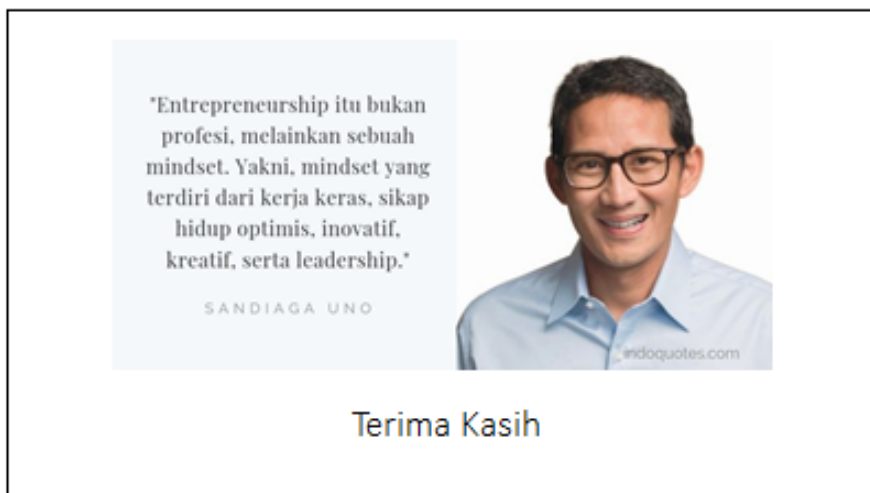 "Entrepreneurship itu bukan
profesi, melainkan sebuah
mindset. Yakni, mindset yang
terdiri dari kerja keras, sikap
hidup optimis, inovatif,
kreatif, serta leadership."
SANDIAGA UNO
indoquotes.com
Terima Kasih